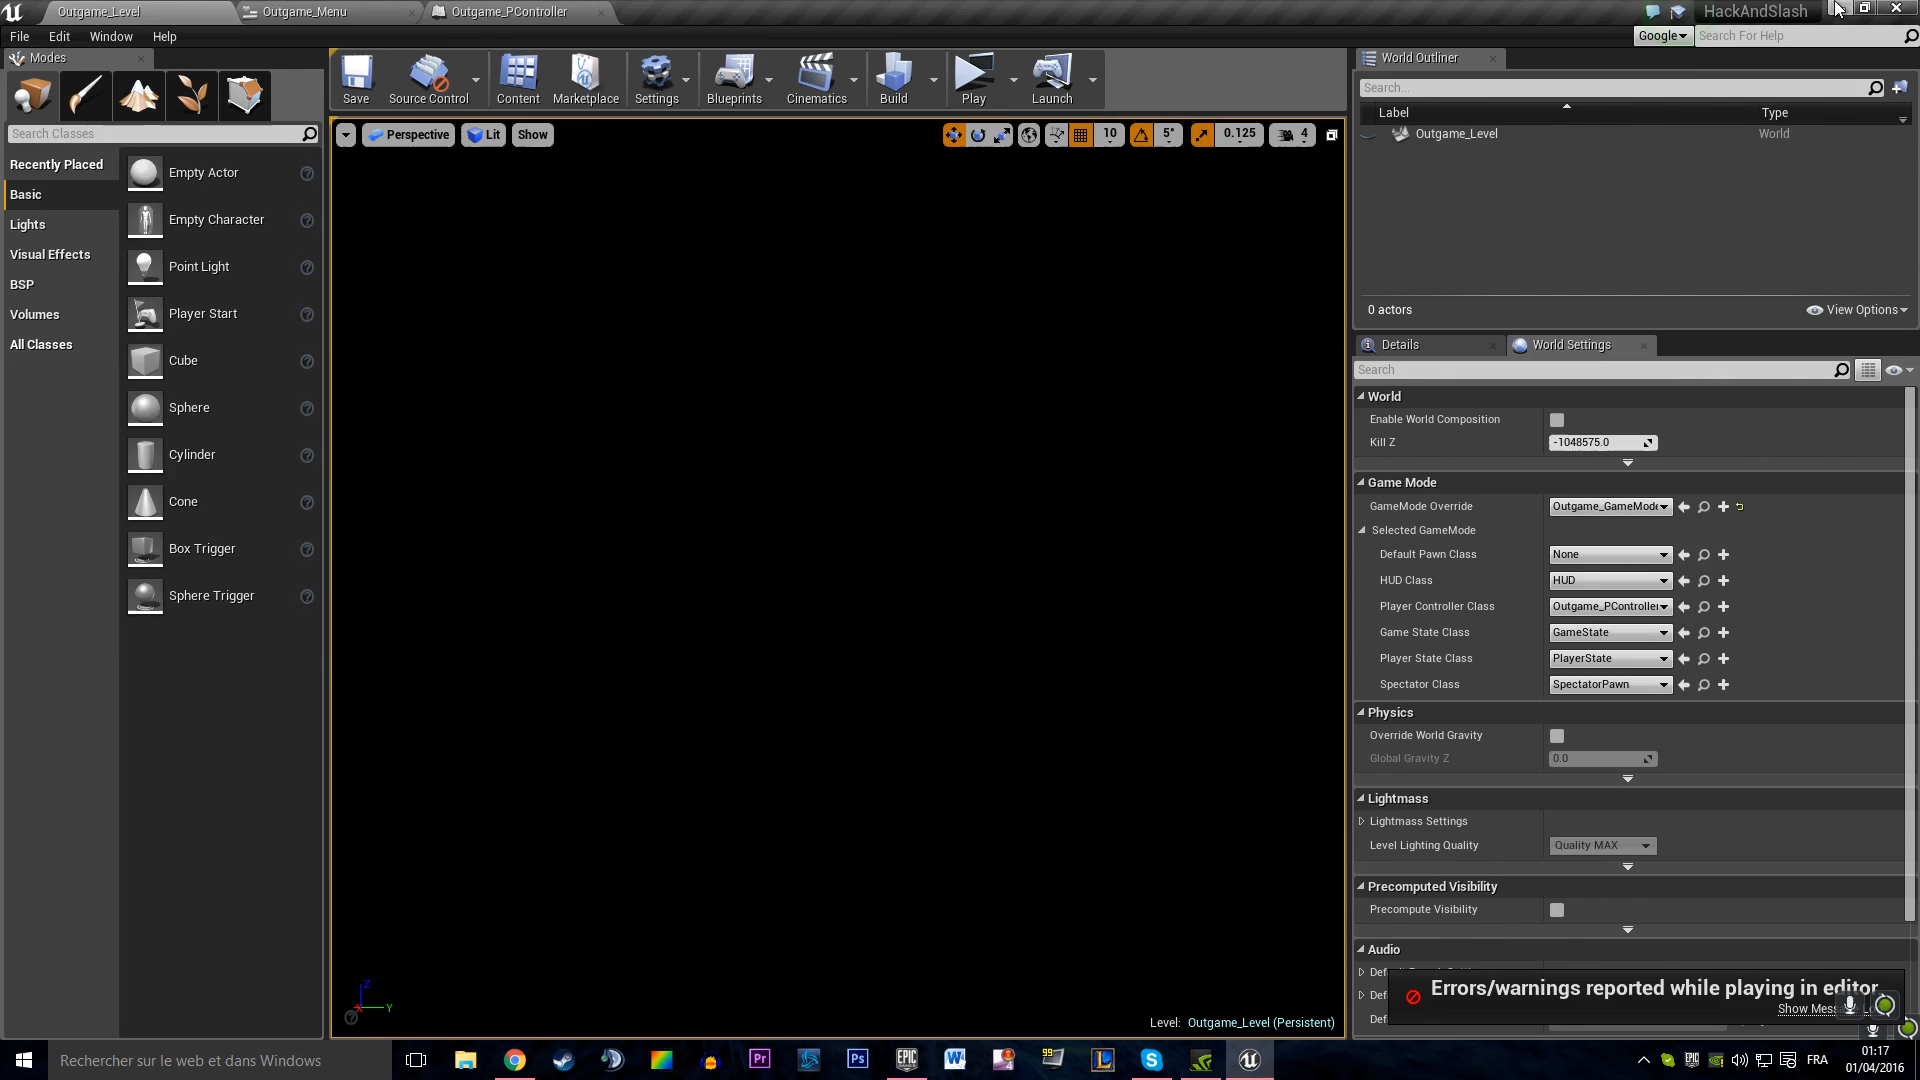 Outgame_Level
Outgame_Menu
Outgame_PController
HackAndSlash
File
Edit
Window
Help
Google
Search For Help
Modes
Save
Source Control
Content
Marketplace
Settings
Blueprints
Cinematics
Build
Play
Launch
World Outliner
Search...
Label
Type
Outgame_Level
World
0 actors
View Options
Search Classes
Recently Placed
Basic
Lights
Visual Effects
BSP
Volumes
All Classes
Empty Actor
Empty Character
Point Light
Player Start
Cube
Sphere
Cylinder
Cone
Box Trigger
Sphere Trigger
Perspective
Lit
Show
10
5°
0.125
4
Details
World Settings
Search
World
Enable World Composition
Kill Z
-1048575.0
Game Mode
GameMode Override
Outgame_GameMode
Selected GameMode
Default Pawn Class
None
HUD Class
HUD
Player Controller Class
Outgame_PController
Game State Class
GameState
Player State Class
PlayerState
Spectator Class
SpectatorPawn
Physics
Override World Gravity
Global Gravity Z
0.0
Lightmass
Lightmass Settings
Level Lighting Quality
Quality MAX
Precomputed Visibility
Precompute Visibility
Audio
Errors/warnings reported while playing in editor
Show
Z
X
Y
Level:
Outgame_Level (Persistent)
Rechercher sur le web et dans Windows
Pr
Ps
EPIC
W
99
L
S
FRA
01:17
01/04/2016